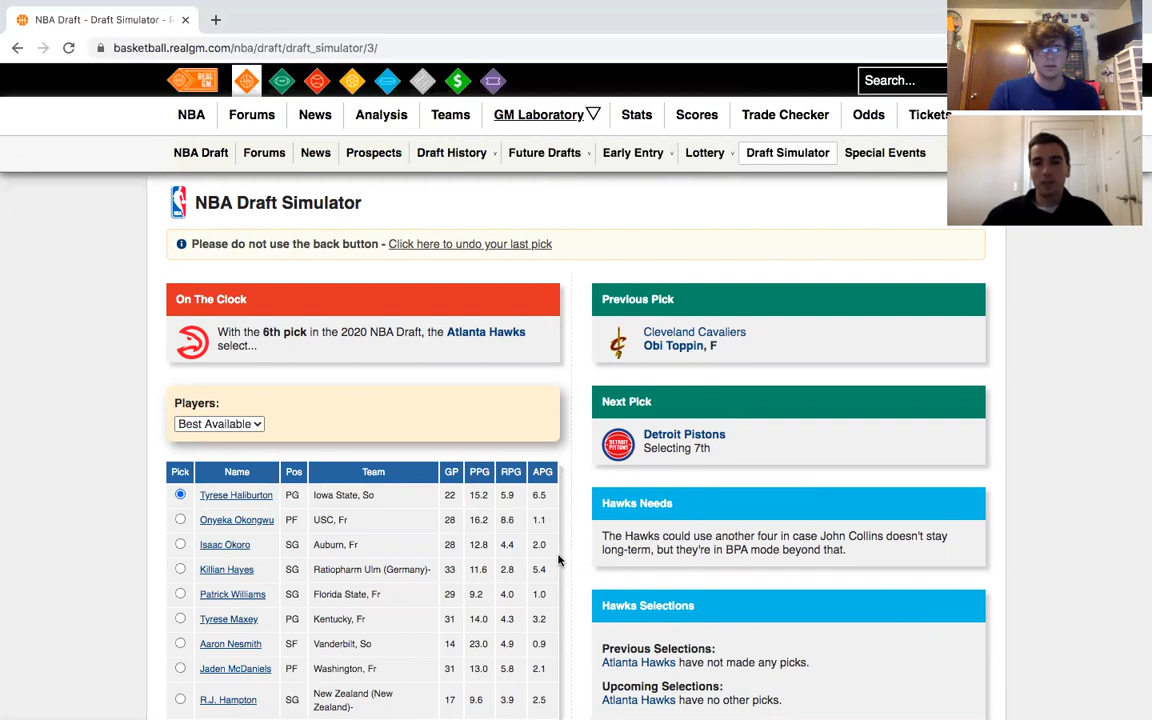 NBA Draft - Draft Simulator -
basketball.realgm.com/nba/draft/draft_simulator/3/
REAL GM
Search...
NBA Forums News Analysis Teams GM Laboratory Stats Scores Trade Checker Odds Tickets
NBA Draft Forums News Prospects Draft History Future Drafts Early Entry Lottery Draft Simulator Special Events
NBA Draft Simulator
Please do not use the back button - Click here to undo your last pick
On The Clock
With the 6th pick in the 2020 NBA Draft, the Atlanta Hawks
select...
Players:
Best Available
Pick Name Pos Team GP PPG RPG APG
Tyrese Haliburton PG Iowa State, So 22 15.2 5.9 6.5
Onyeka Okongwu PF USC, Fr 28 16.2 8.6 1.1
Isaac Okoro SG Auburn, Fr 28 12.8 4.4 2.0
Killian Hayes SG Ratiopharm Ulm (Germany)- 33 11.6 2.8 5.4
Patrick Williams SG Florida State, Fr 29 9.2 4.0 1.0
Tyrese Maxey PG Kentucky, Fr 31 14.0 4.3 3.2
Aaron Nesmith SF Vanderbilt, So 14 23.0 4.9 0.9
Jaden McDaniels PF Washington, Fr 31 13.0 5.8 2.1
R.J. Hampton SG New Zealand (New
Zealand)- 17 9.6 3.9 2.5
Previous Pick
Cleveland Cavaliers
Obi Toppin, F
Next Pick
Detroit Pistons
Selecting 7th
Hawks Needs
The Hawks could use another four in case John Collins doesn't stay
long-term, but they're in BPA mode beyond that.
Hawks Selections
Previous Selections:
Atlanta Hawks have not made any picks.
Upcoming Selections:
Atlanta Hawks have no other picks.